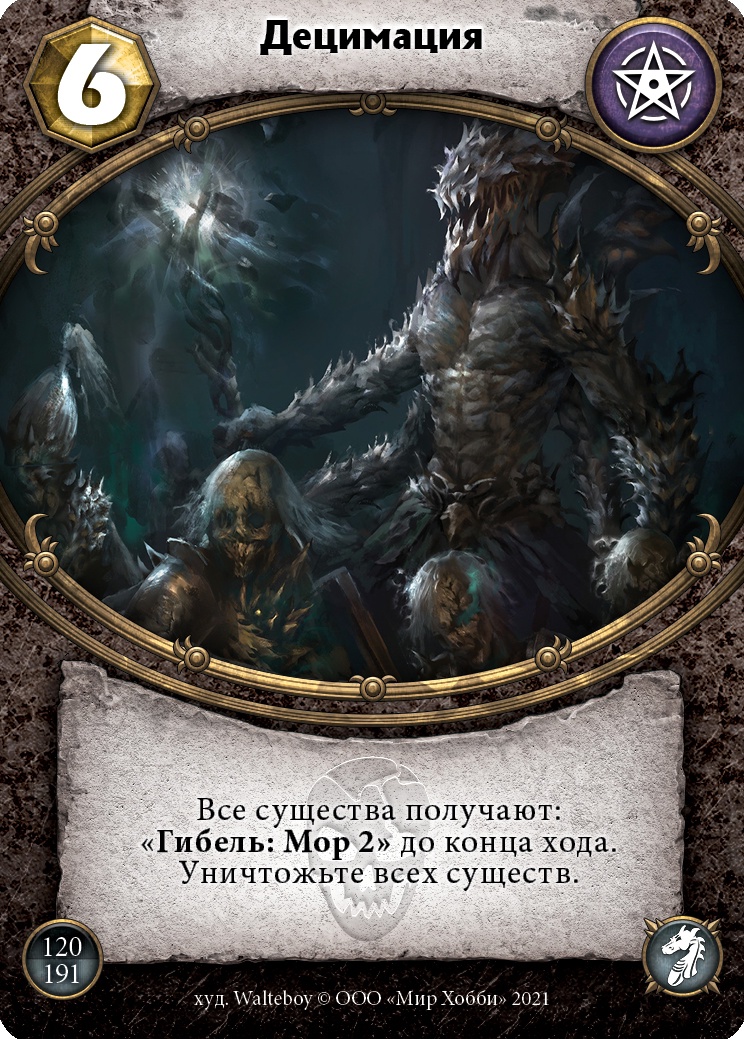 Децимация
6
Все существа получают:
«Гибель: Мор 2» до конца хода.
Уничтожьте всех существ.
120
191
худ. Walteboy © ООО «Мир Хобби» 2021